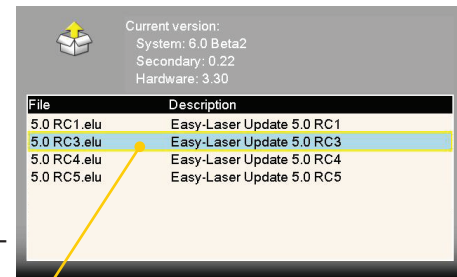 Current version:
System: 6.0 Beta2
Secondary: 0.22
Hardware: 3.30
File Description
5.0 RC1.elu Easy-Laser Update 5.0 RC1
5.0 RC3.elu Easy-Laser Update 5.0 RC3
5.0 RC4.elu Easy-Laser Update 5.0 RC4
5.0 RC5.elu Easy-Laser Update 5.0 RC5